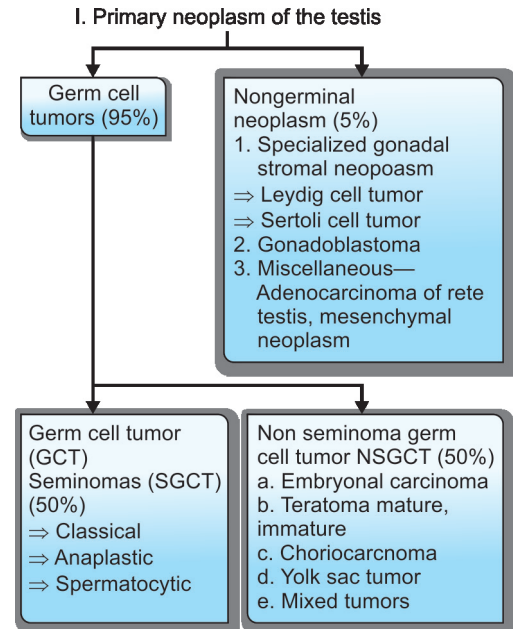 I. Primary neoplasm of the testis
Germ cell
tumors (95%)
Nongerminal
neoplasm (5%)
1. Specialized gonadal
stromal neopoasm
⇒ Leydig cell tumor
⇒ Sertoli cell tumor
2. Gonadoblastoma
3. Miscellaneous—
Adenocarcinoma of rete
testis, mesenchymal
neoplasm
Germ cell tumor
(GCT)
Seminomas (SGCT)
(50%)
⇒ Classical
⇒ Anaplastic
⇒ Spermatocytic
Non seminoma germ
cell tumor NSGCT (50%)
a. Embryonal carcinoma
b. Teratoma mature,
immature
c. Choriocarcnoma
d. Yolk sac tumor
e. Mixed tumors